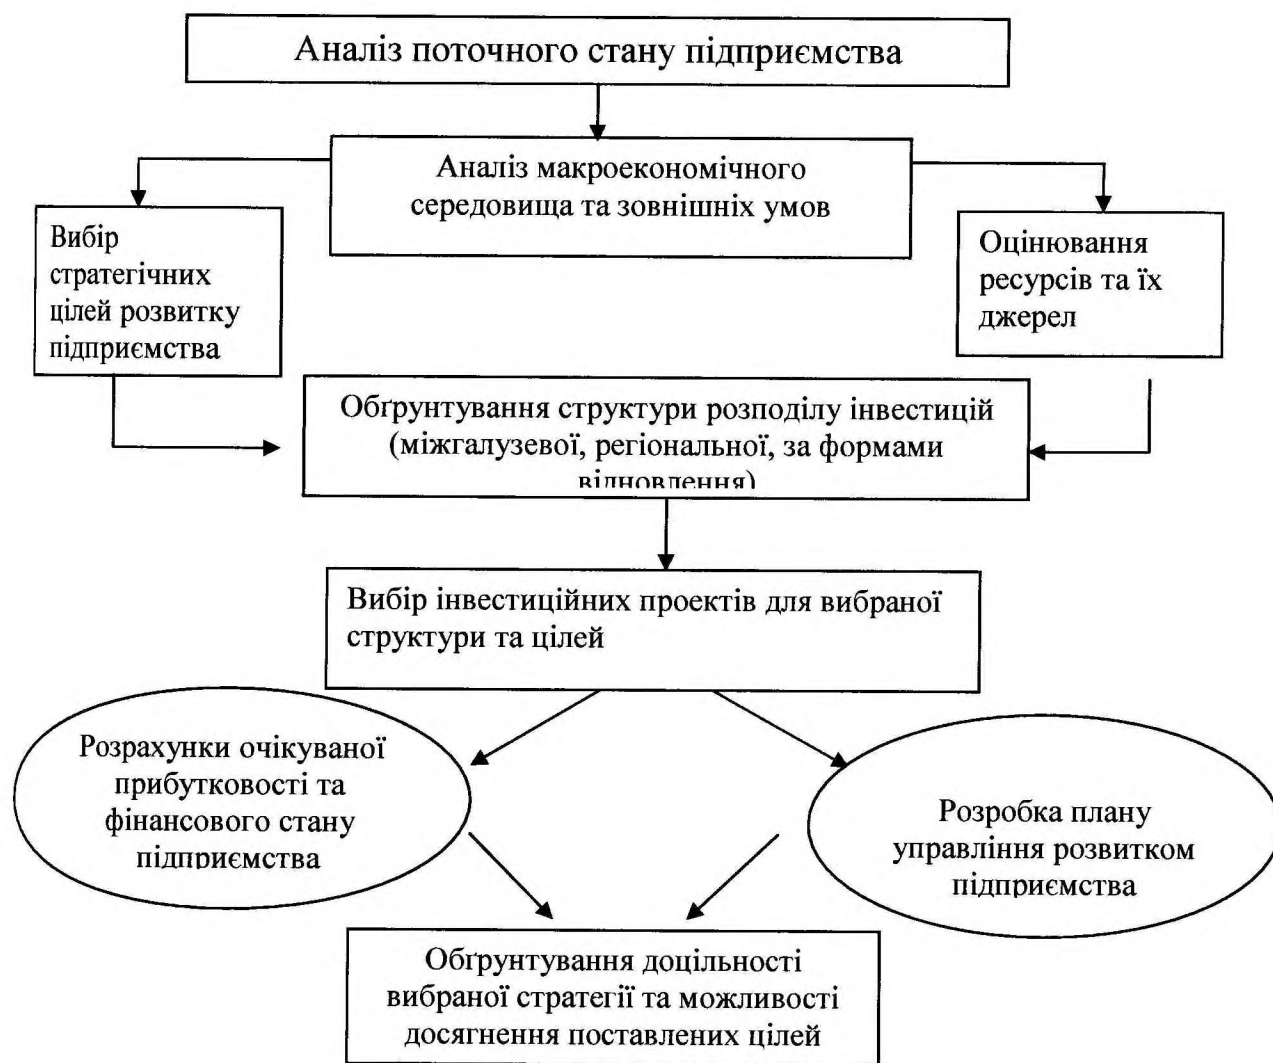 Аналіз поточного стану підприємства
Аналіз макроекономічного
середовища та зовнішніх умов
Вибір
стратегічних
цілей розвитку
підприємства
Оцінювання
ресурсів та їх
джерел
Обґрунтування структури розподілу інвестицій
(міжгалузевої, регіональної, за формами
відновлення)
Вибір інвестиційних проектів для вибраної
структури та цілей
Розрахунки очікуваної
прибутковості та
фінансового стану
підприємства
Розробка плану
управління розвитком
підприємства
Обґрунтування доцільності
вибраної стратегії та можливості
досягнення поставлених цілей